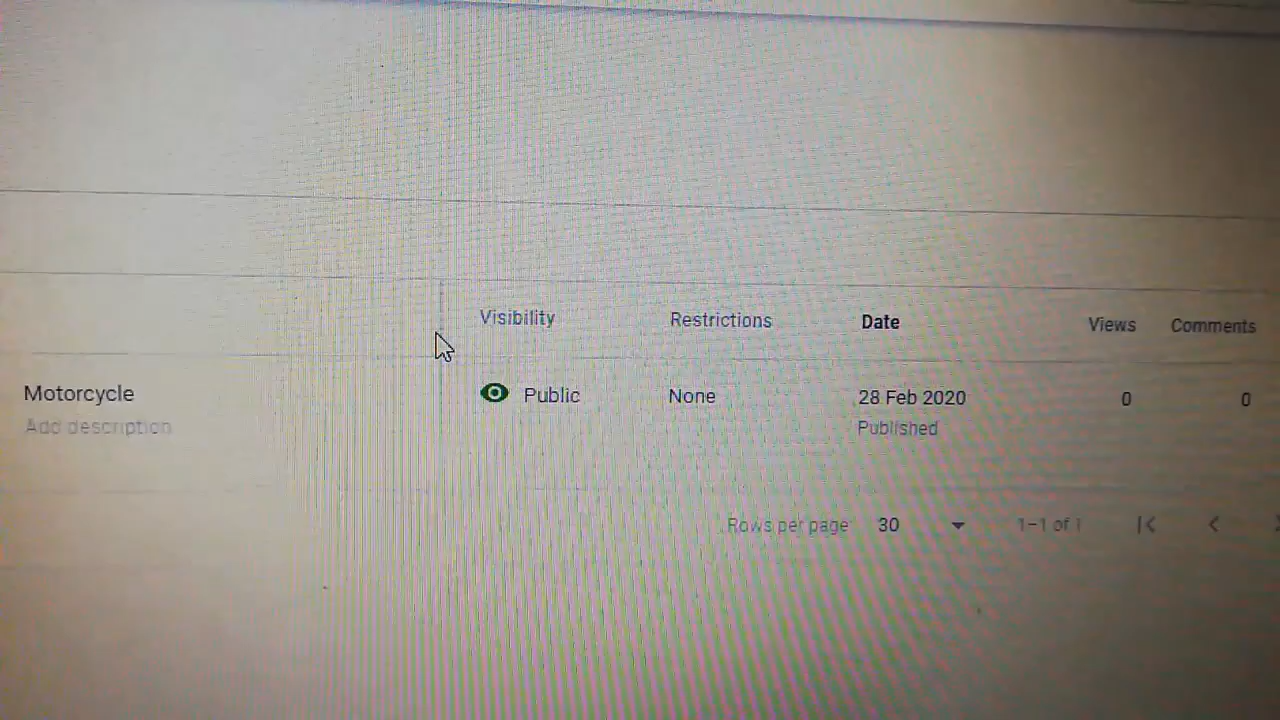 Visibility Restrictions Date Views Comments
Motorcycle Public None 28 Feb 2020 0 0
Add description Published
Rows per page 30 1-1 of 1